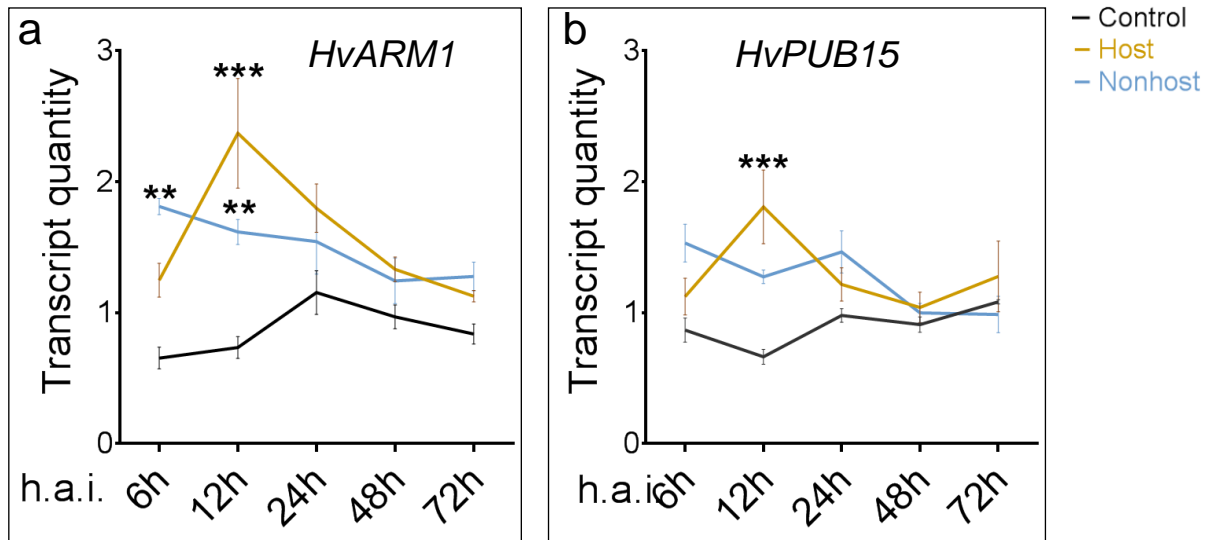 a
HvARM1
Transcript quantity
3
2
1
0
***
**
**
h.a.i.
6h
12h
24h
48h
72h
b
HvPUB15
Transcript quantity
3
2
1
0
***
h.a.i.
6h
12h
24h
48h
72h
Control
Host
Nonhost